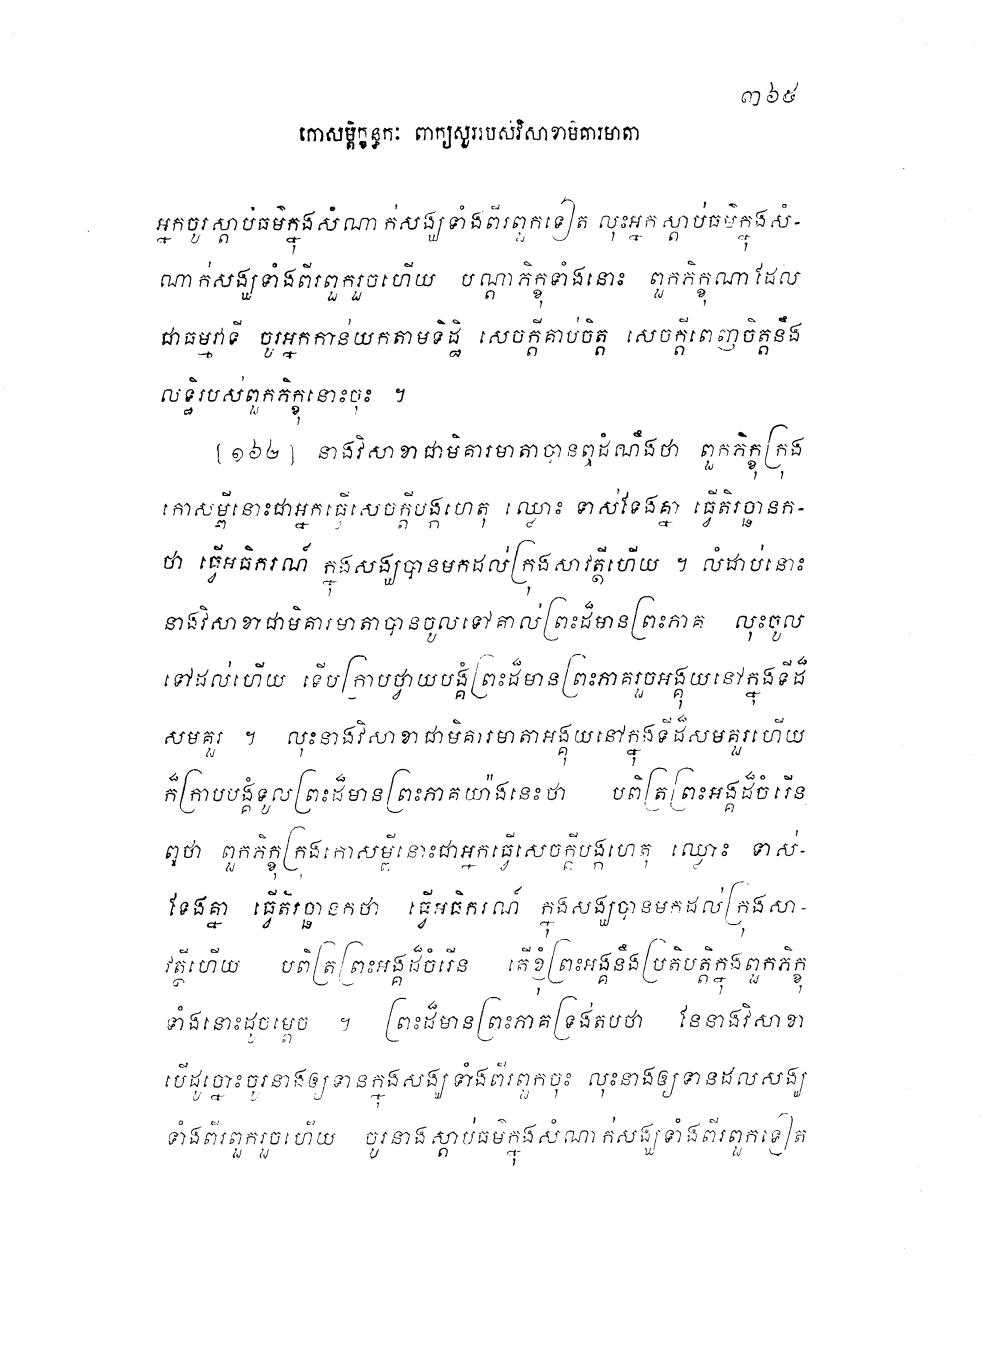 ៣៦៥
កោសម្ពិក្ខន្ធកៈ ពាក្យសួររបស់វិសាខាមិគារមាតា
អ្នកចូរស្តាប់ធម៌ក្នុងសំណាក់សង្ឃទាំងពីរពួកទៀត លុះអ្នកស្តាប់ធម៌ក្នុងសំ-
ណាក់សង្ឃទាំងពីរពួករួចហើយ បណ្តាភិក្ខុទាំងនោះ ពួកភិក្ខុណាដែល
ជាធម្មវាទី ចូរអ្នកកាន់យកតាមទិដ្ឋិ សេចក្តីគាប់ចិត្ត សេចក្តីពេញចិត្តនឹង
លទ្ធិរបស់ពួកភិក្ខុនោះចុះ ។
[១៦២] នាងវិសាខាជាមិគារមាតាបានឮដំណឹងថា ពួកភិក្ខុក្រុង
កោសម្ពីនោះជាអ្នកធ្វើសេចក្តីបង្កហេតុ ឈ្លោះ ទាស់ទែងគ្នា ធ្វើតិរច្ឆានក-
ថា ធ្វើអធិករណ៍ ក្នុងសង្ឃបានមកដល់ក្រុងសាវត្ថីហើយ ។ លំដាប់នោះ
នាងវិសាខាជាមិគារមាតាបានចូលទៅគាល់ព្រះដ៏មានព្រះភាគ លុះចូល
ទៅដល់ហើយ ទើបក្រាបថ្វាយបង្គំព្រះដ៏មានព្រះភាគរួចអង្គុយនៅក្នុងទីដ៏
សមគួរ ។ លុះនាងវិសាខាជាមិគារមាតាអង្គុយនៅក្នុងទីដ៏សមគួរហើយ
ក៏ក្រាបបង្គំទូលព្រះដ៏មានព្រះភាគយ៉ាងនេះថា បពិត្រព្រះអង្គដ៏ចំរើន
ឮថា ពួកភិក្ខុក្រុងកោសម្ពីនោះជាអ្នកធ្វើសេចក្តីបង្កហេតុ ឈ្លោះ ទាស់-
ទែងគ្នា ធ្វើតិរច្ឆានកថា ធ្វើអធិករណ៍ ក្នុងសង្ឃបានមកដល់ក្រុងសា-
វត្ថីហើយ បពិត្រព្រះអង្គដ៏ចំរើន តើខ្ញុំព្រះអង្គនឹងប្រតិបត្តិក្នុងពួកភិក្ខុ
ទាំងនោះដូចម្តេច ។ ព្រះដ៏មានព្រះភាគទ្រង់តបថា នែនាងវិសាខា
បើដូច្នោះចូរនាងឲ្យទានក្នុងសង្ឃទាំងពីរពួកចុះ លុះនាងឲ្យទានដល់សង្ឃ
ទាំងពីរពួករួចហើយ ចូរនាងស្តាប់ធម៌ក្នុងសំណាក់សង្ឃទាំងពីរពួកទៀត